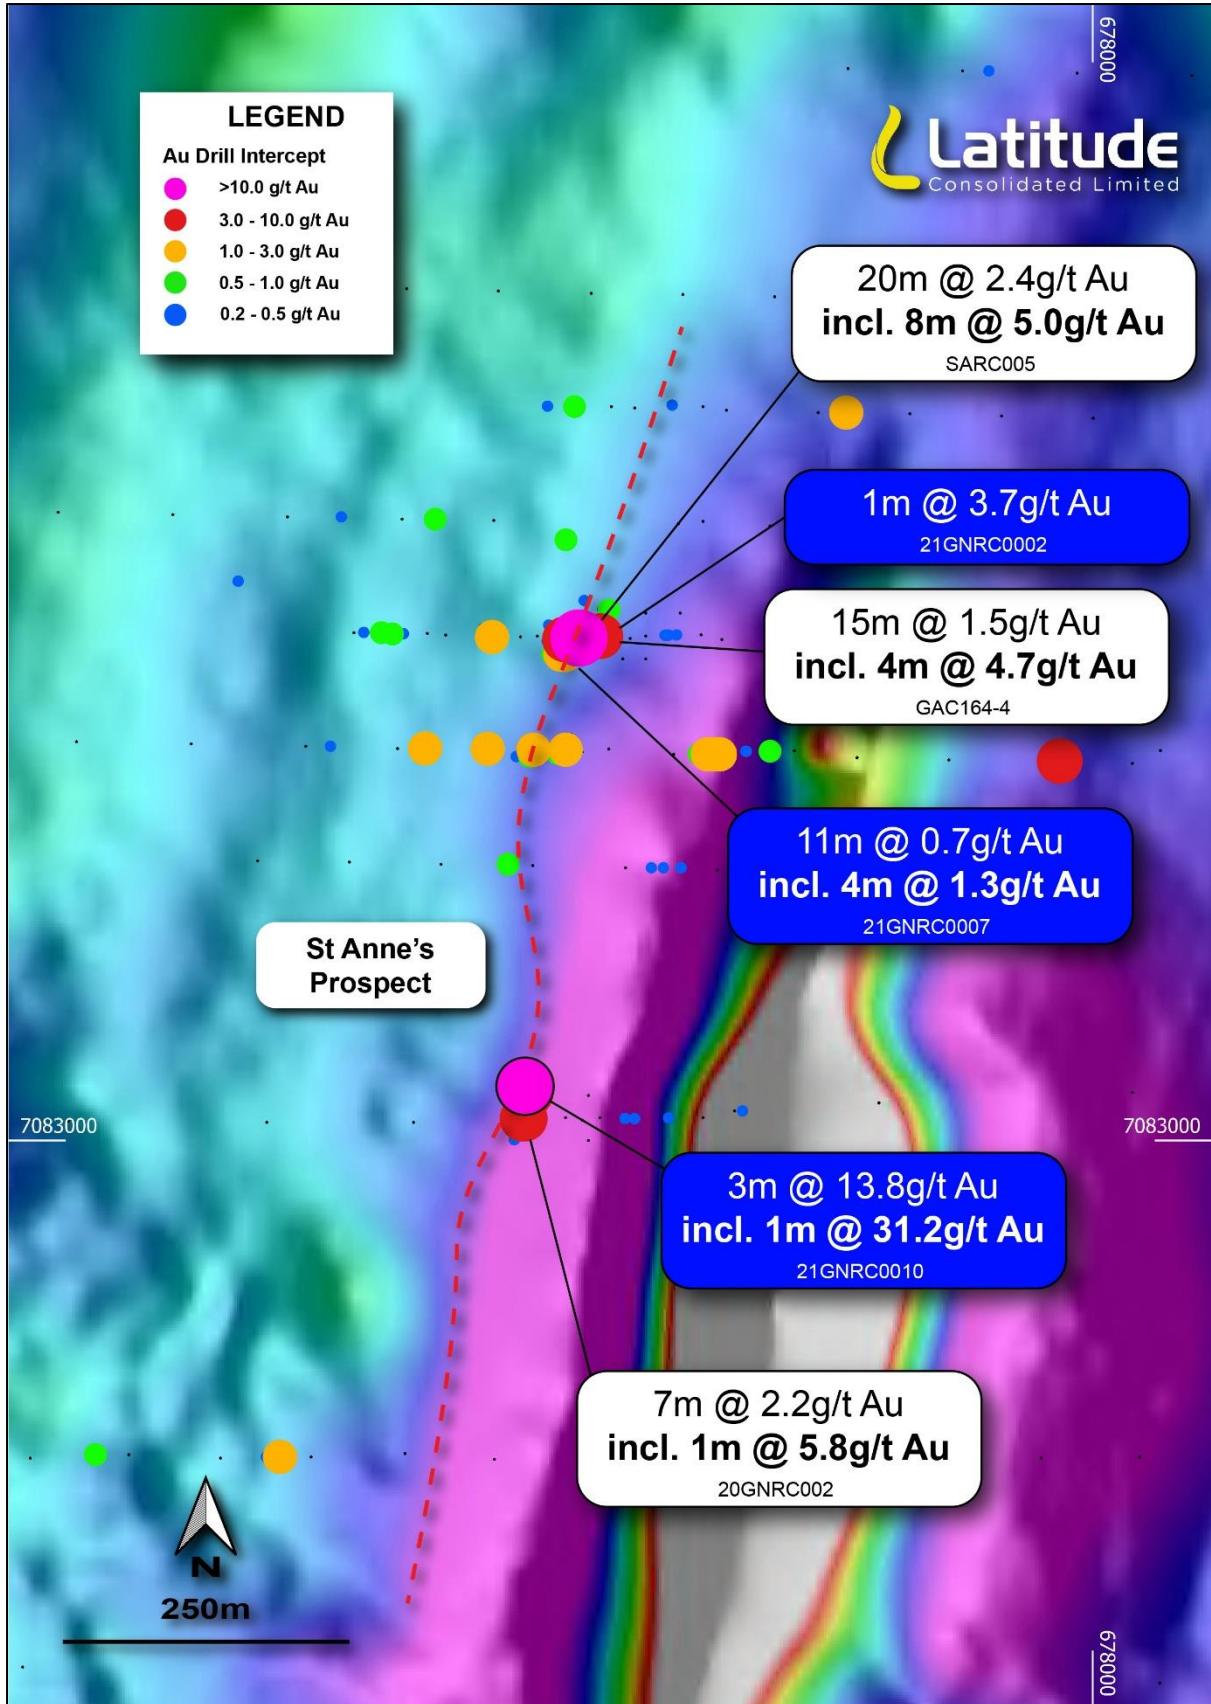 678000
LEGEND
Au Drill Intercept
>10.0 g/t Au
3.0 - 10.0 g/t Au
1.0 - 3.0 g/t Au
0.5 - 1.0 g/t Au
0.2 - 0.5 g/t Au
Latitude
Consolidated Limited
20m @ 2.4g/t Au
incl. 8m @ 5.0g/t Au
SARC005
1m @ 3.7g/t Au
21GNRC0002
15m @ 1.5g/t Au
incl. 4m @ 4.7g/t Au
GAC164-4
11m @ 0.7g/t Au
incl. 4m @ 1.3g/t Au
21GNRC0007
St Anne's
Prospect
7083000
7083000
3m @ 13.8g/t Au
incl. 1m @ 31.2g/t Au
21GNRC0010
7m @ 2.2g/t Au
incl. 1m @ 5.8g/t Au
20GNRC002
N
250m
678000